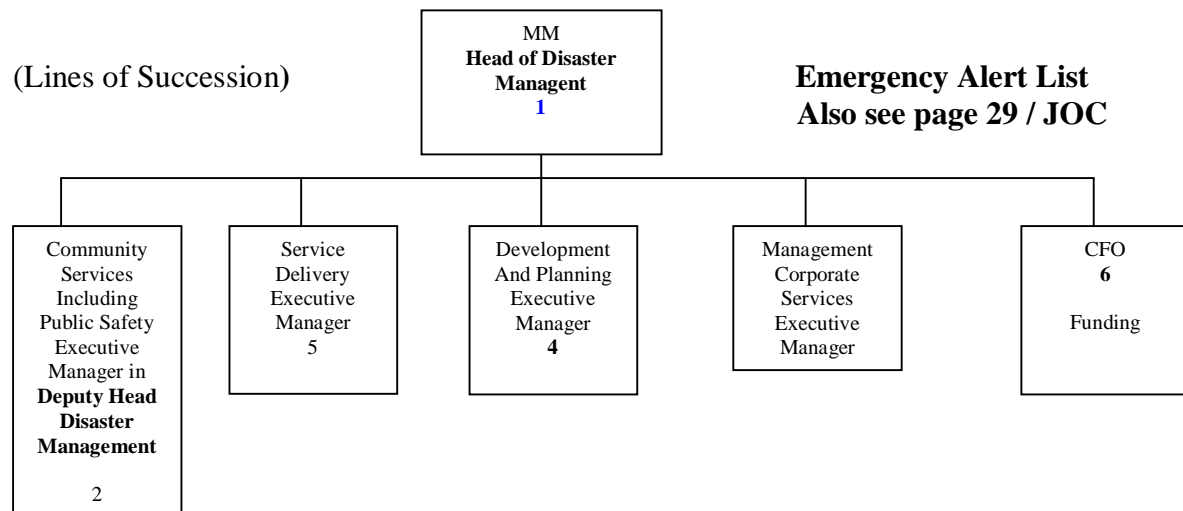 MM
Head of Disaster
Managent
1
(Lines of Succession)
Emergency Alert List
Also see page 29 / JOC
Community
Services
Including
Public Safety
Executive
Manager in
Deputy Head
Disaster
Management
2
Service
Delivery
Executive
Manager
5
Development
And Planning
Executive
Manager
4
Management
Corporate
Services
Executive
Manager
CFO
6
Funding